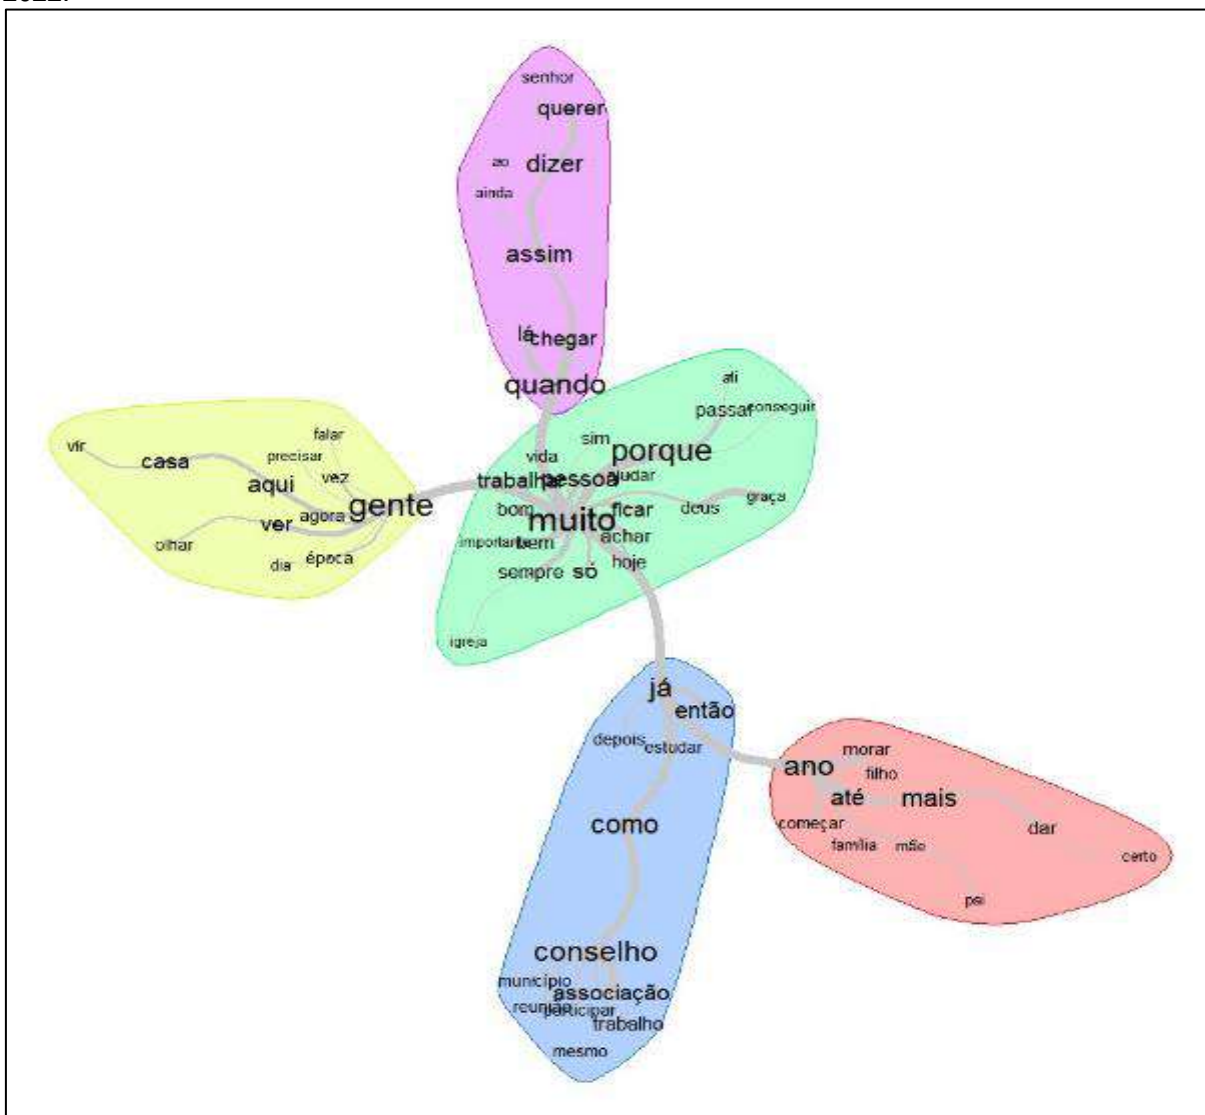 senhor
querer
ao
dizer
ainda
assim
lá
chegar
quando
ati
passar
conseguir
sim
porque
vida
trabalhar
pessoa
ajudar
bom
muito
ficar
deus
graça
importante
bem
achar
sempre
só
hoje
igreja
vir
casa
falar
precisar
vez
aqui
gente
ver
agora
olhar
dia
época
já
então
depois
estudar
como
conselho
município
associação
reunião
participar
trabalho
mesmo
ano
morar
filho
até
mais
começar
família
mãe
dar
certo
pai